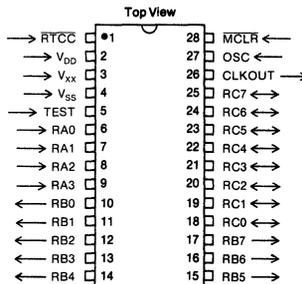 Top View
RTCC 1 28 MCLR
VDD 2 27 OSC
VXX 3 26 CLKOUT
VSS 4 25 RC7
TEST 5 24 RC6
RA0 6 23 RC5
RA1 7 22 RC4
RA2 8 21 RC3
RA3 9 20 RC2
RB0 10 19 RC1
RB1 11 18 RC0
RB2 12 17 RB7
RB3 13 16 RB6
RB4 14 15 RB5